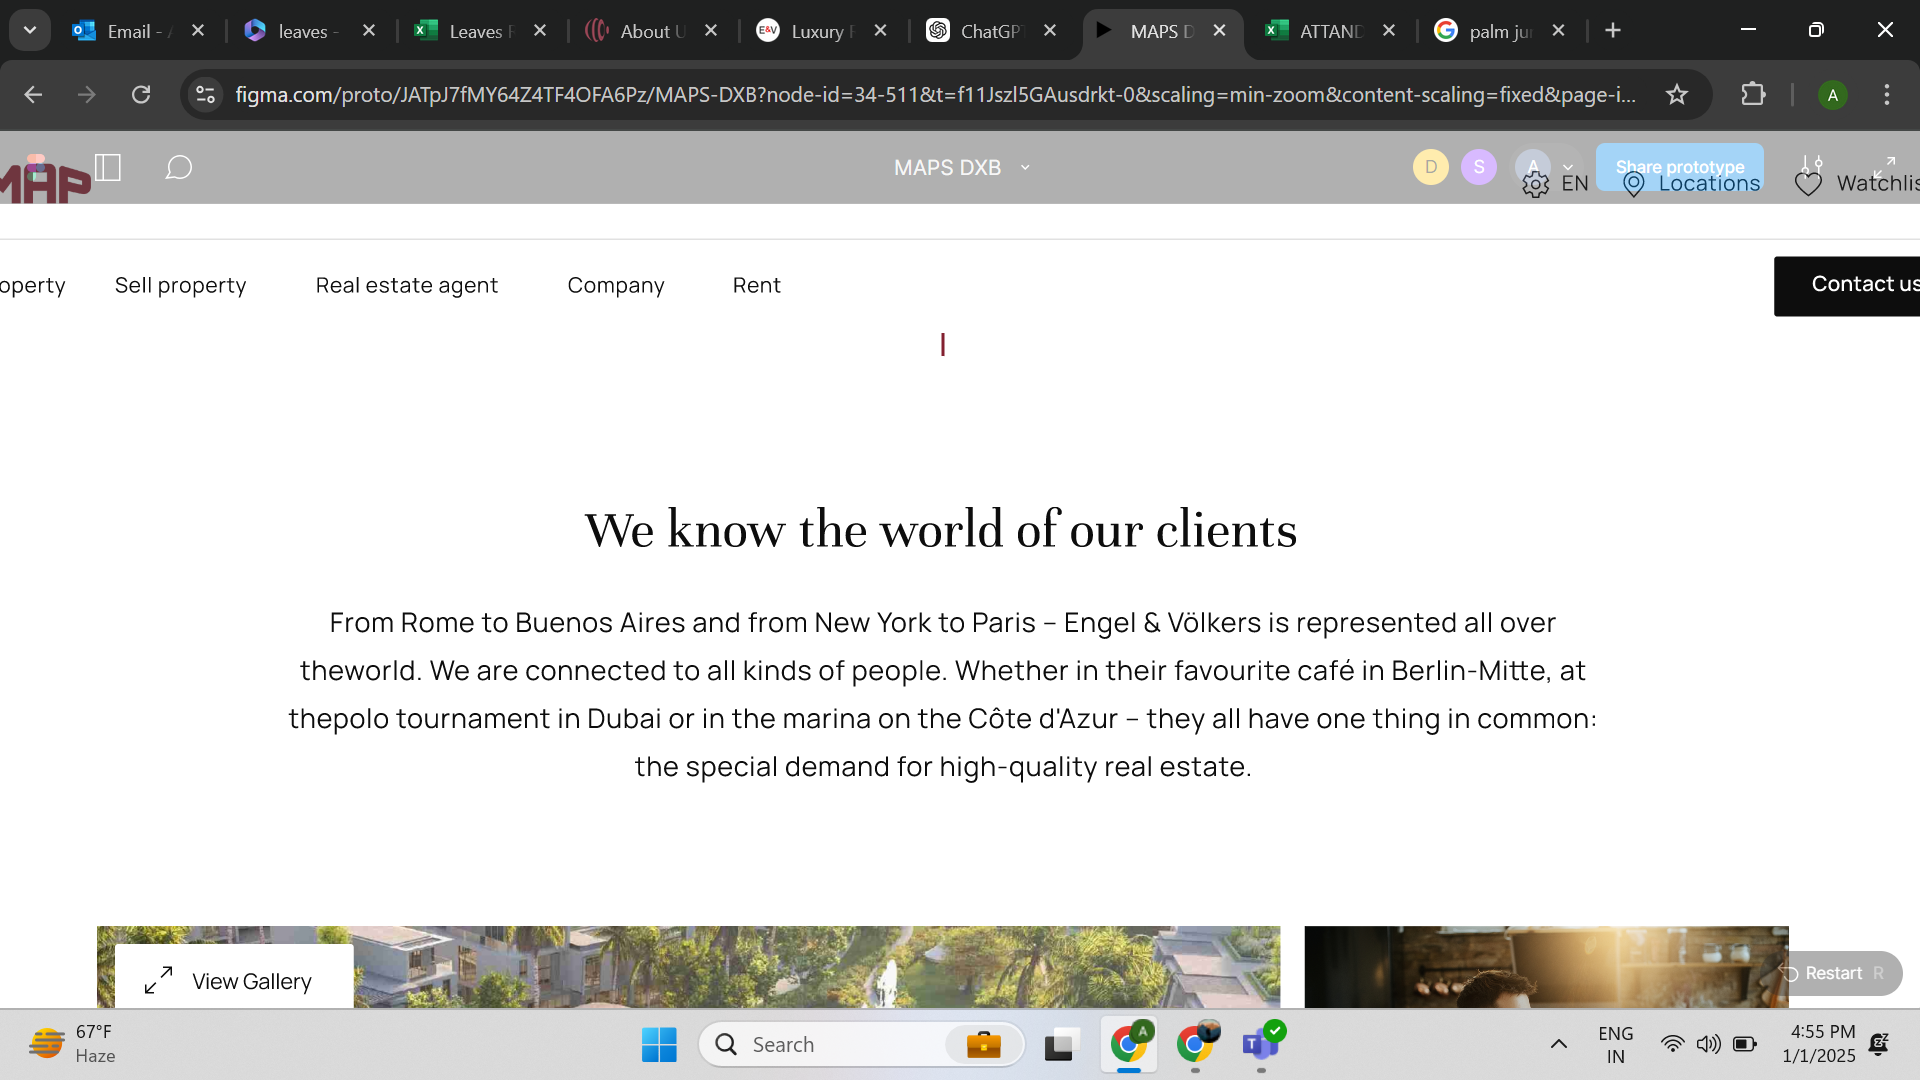 Email - A
leaves -
Leaves R
About U
Luxury F
ChatGPT
MAPS D
ATTAND
palm jur
figma.com/proto/JATpJ7fMY64Z4TF4OFA6Pz/MAPS-DXB?node-id=34-511&t=f11Jszl5GAusdrkt-0&scaling=min-zoom&content-scaling=fixed&page-i...
A
MAP
MAPS DXB
D
S
A
Share prototype
EN
Locations
Watchlis
operty
Sell property
Real estate agent
Company
Rent
Contact us
We know the world of our clients
From Rome to Buenos Aires and from New York to Paris – Engel & Völkers is represented all over
theworld. We are connected to all kinds of people. Whether in their favourite café in Berlin-Mitte, at
thepolo tournament in Dubai or in the marina on the Côte d'Azur – they all have one thing in common:
the special demand for high-quality real estate.
View Gallery
Restart R
67°F
Haze
Search
ENG
IN
4:55 PM
1/1/2025